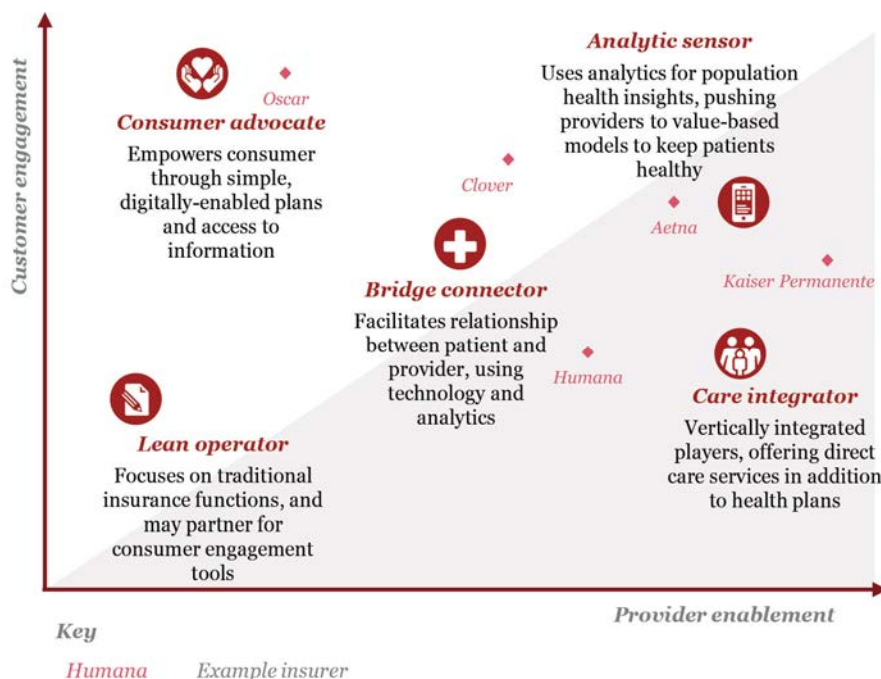 Customer engagement
Oscar
Consumer advocate
Empowers consumer
through simple,
digitally-enabled plans
and access to
information
Analytic sensor
Uses analytics for population
health insights, pushing
providers to value-based
models to keep patients
healthy
Clover
Aetna
Kaiser Permanente
Bridge connector
Facilitates relationship
between patient and
provider, using
technology and
analytics
Humana
Care integrator
Vertically integrated
players, offering direct
care services in addition
to health plans
Lean operator
Focuses on traditional
insurance functions, and
may partner for
consumer engagement
tools
Provider enablement
Key
Humana Example insurer